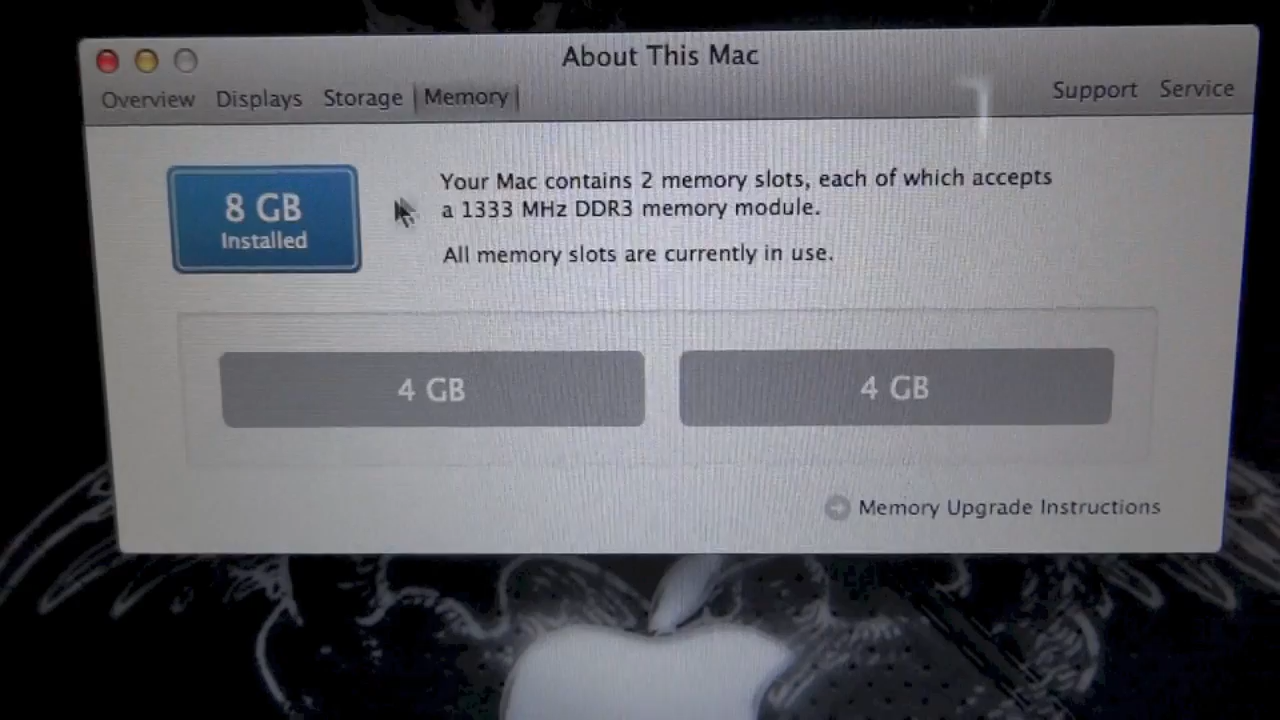 About This Mac
Overview Displays Storage Memory Support Service
8 GB
Installed
Your Mac contains 2 memory slots, each of which accepts
a 1333 MHz DDR3 memory module.
All memory slots are currently in use.
4 GB 4 GB
Memory Upgrade Instructions